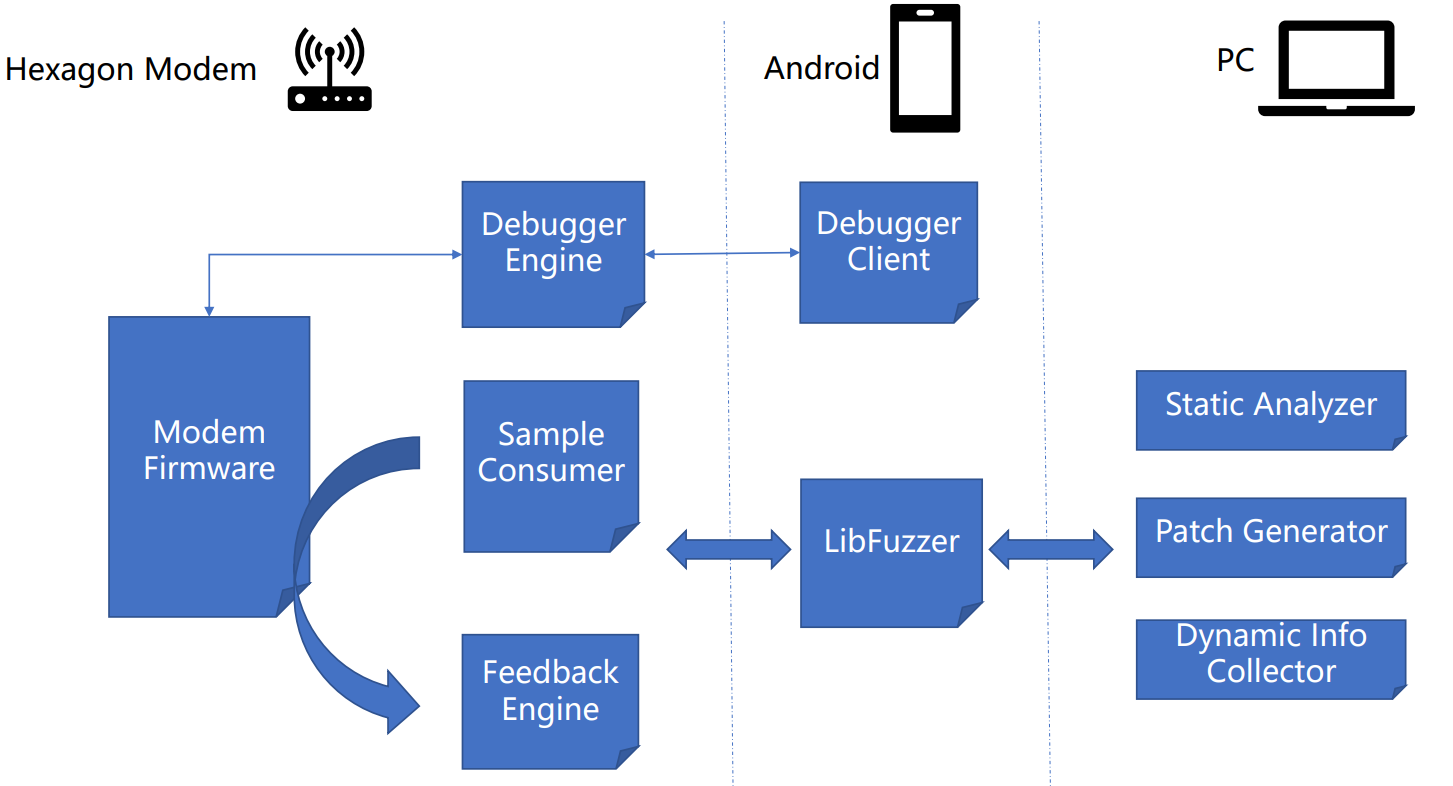 Hexagon Modem
Android
PC
Debugger
Engine
Debugger
Client
Modem
Firmware
Sample
Consumer
Feedback
Engine
LibFuzzer
Static Analyzer
Patch Generator
Dynamic Info
Collector